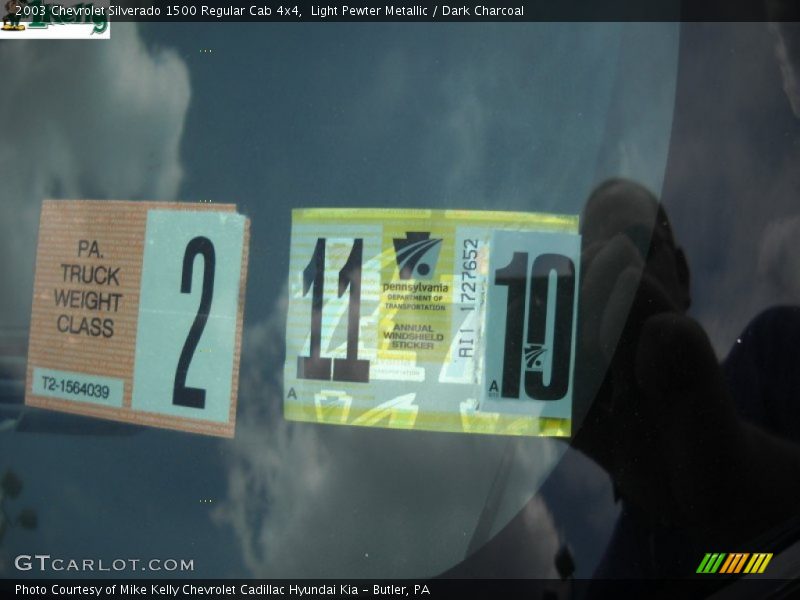 2003 Chevrolet Silverado 1500 Regular Cab 4x4,  Light Pewter Metallic / Dark Charcoal
PA.
TRUCK
WEIGHT
CLASS
2
T2-1564039
11
pennsylvania
DEPARTMENT OF
TRANSPORTATION
ANNUAL
WINDSHIELD
STICKER
A
AI1 1727652
10
A
GTCARLOT.COM
Photo Courtesy of Mike Kelly Chevrolet Cadillac Hyundai Kia – Butler, PA